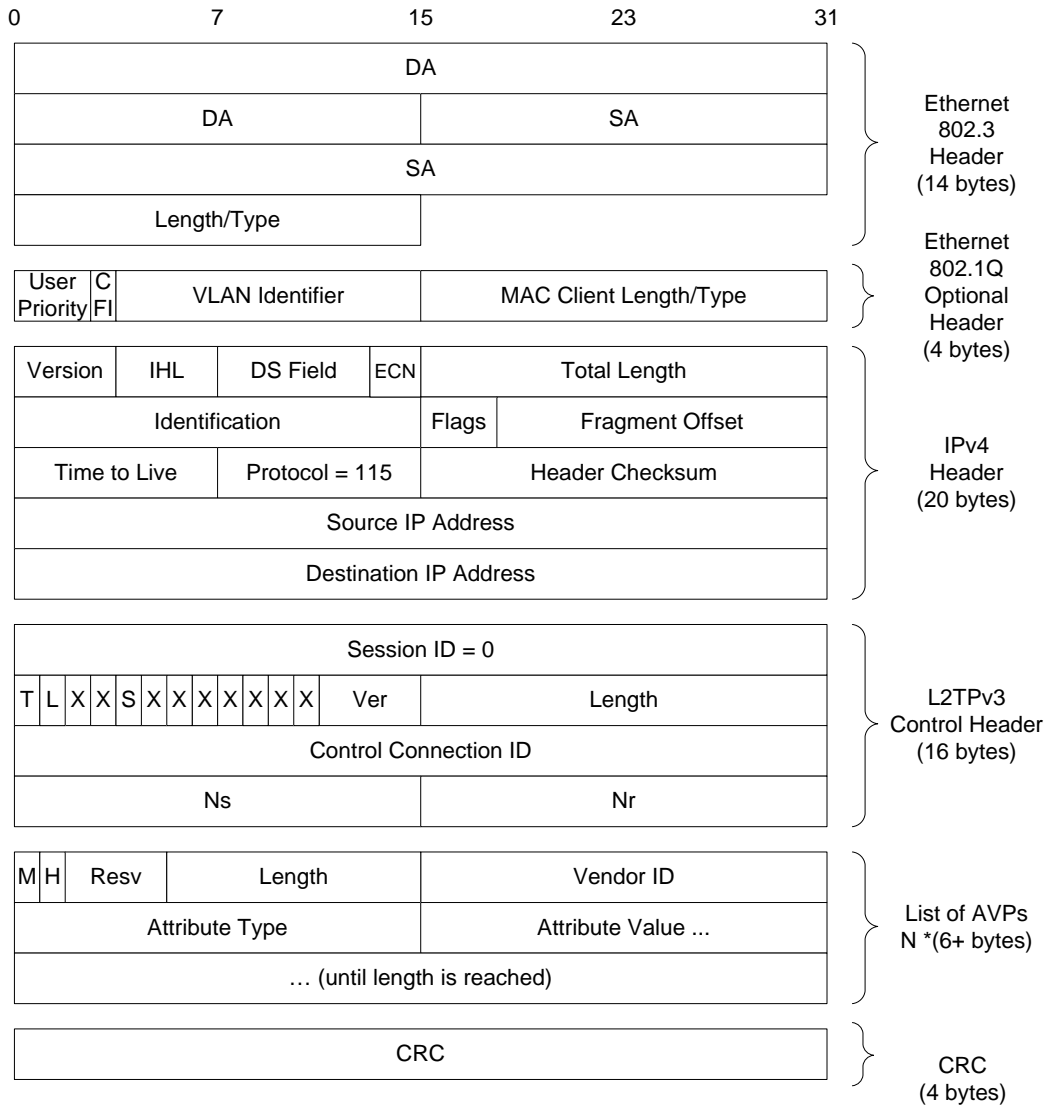 0 7 15 23 31
DA
DA SA
SA
Length/Type
Ethernet
802.3
Header
(14 bytes)
User
Priority
C
FI
VLAN Identifier MAC Client Length/Type
Ethernet
802.1Q
Optional
Header
(4 bytes)
Version IHL DS Field ECN Total Length
Identification Flags Fragment Offset
Time to Live Protocol = 115 Header Checksum
Source IP Address
Destination IP Address
IPv4
Header
(20 bytes)
Session ID = 0
T L X X S X X X X X X X Ver Length
Control Connection ID
Ns Nr
L2TPv3
Control Header
(16 bytes)
M H Resv Length Vendor ID
Attribute Type Attribute Value ...
… (until length is reached)
List of AVPs
N *(6+ bytes)
CRC
CRC
(4 bytes)